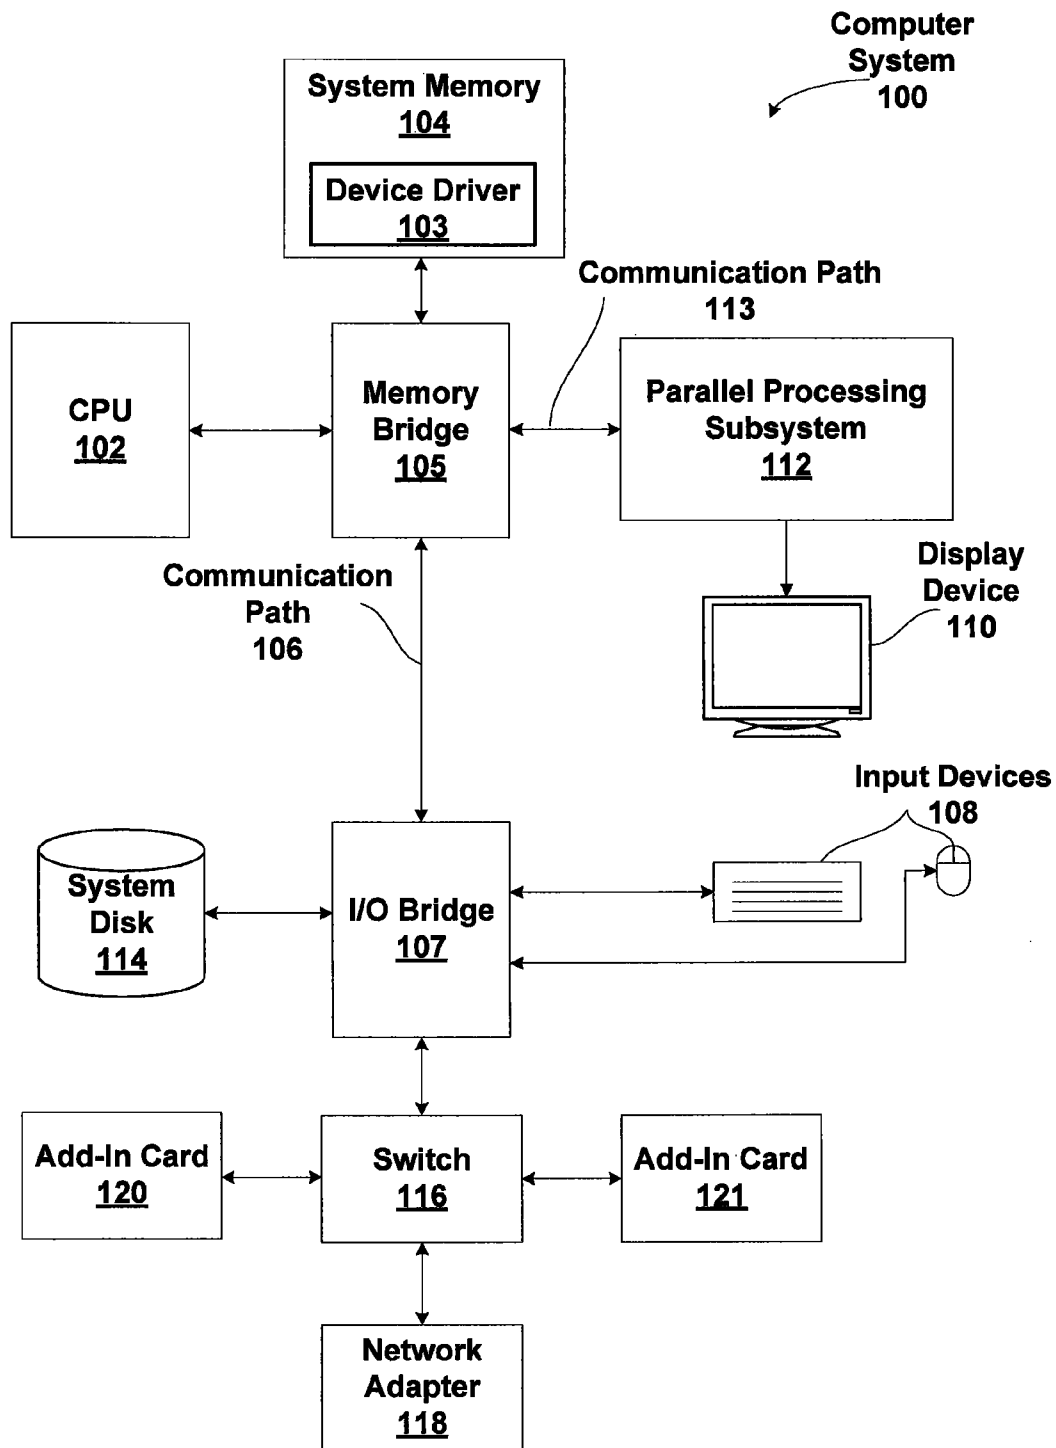 Computer
System
100
System Memory
104
Device Driver
103
Communication Path
113
CPU
102
Memory
Bridge
105
Parallel Processing
Subsystem
112
Communication
Path
106
Display
Device
110
Input Devices
108
System
Disk
114
I/O Bridge
107
Add-In Card
120
Switch
116
Add-In Card
121
Network
Adapter
118